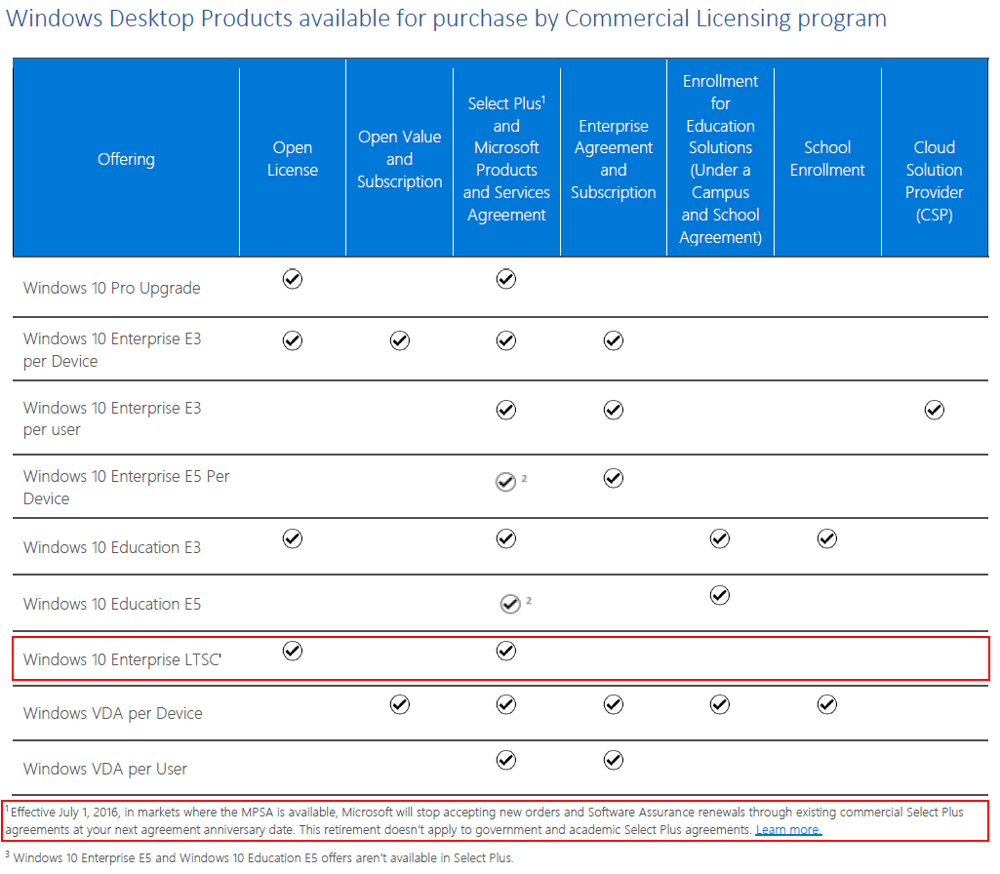 Windows Desktop Products available for purchase by Commercial Licensing program
Offering
Open
License
Open Value
and
Subscription
Select Plus¹
and
Microsoft
Products
and Services
Agreement
Enterprise
Agreement
and
Subscription
Enrollment
for
Education
Solutions
(Under a
Campus
and School
Agreement)
School
Enrollment
Cloud
Solution
Provider
(CSP)
Windows 10 Pro Upgrade
Windows 10 Enterprise E3
per Device
Windows 10 Enterprise E3
per user
Windows 10 Enterprise E5 Per
Device
2
Windows 10 Education E3
Windows 10 Education E5
2
Windows 10 Enterprise LTSC'
Windows VDA per Device
Windows VDA per User
¹ Effective July 1, 2016, in markets where the MPSA is available, Microsoft will stop accepting new orders and Software Assurance renewals through existing commercial Select Plus
agreements at your next agreement anniversary date. This retirement doesn't apply to government and academic Select Plus agreements. Learn more.
³ Windows 10 Enterprise E5 and Windows 10 Education E5 offers aren't available in Select Plus.